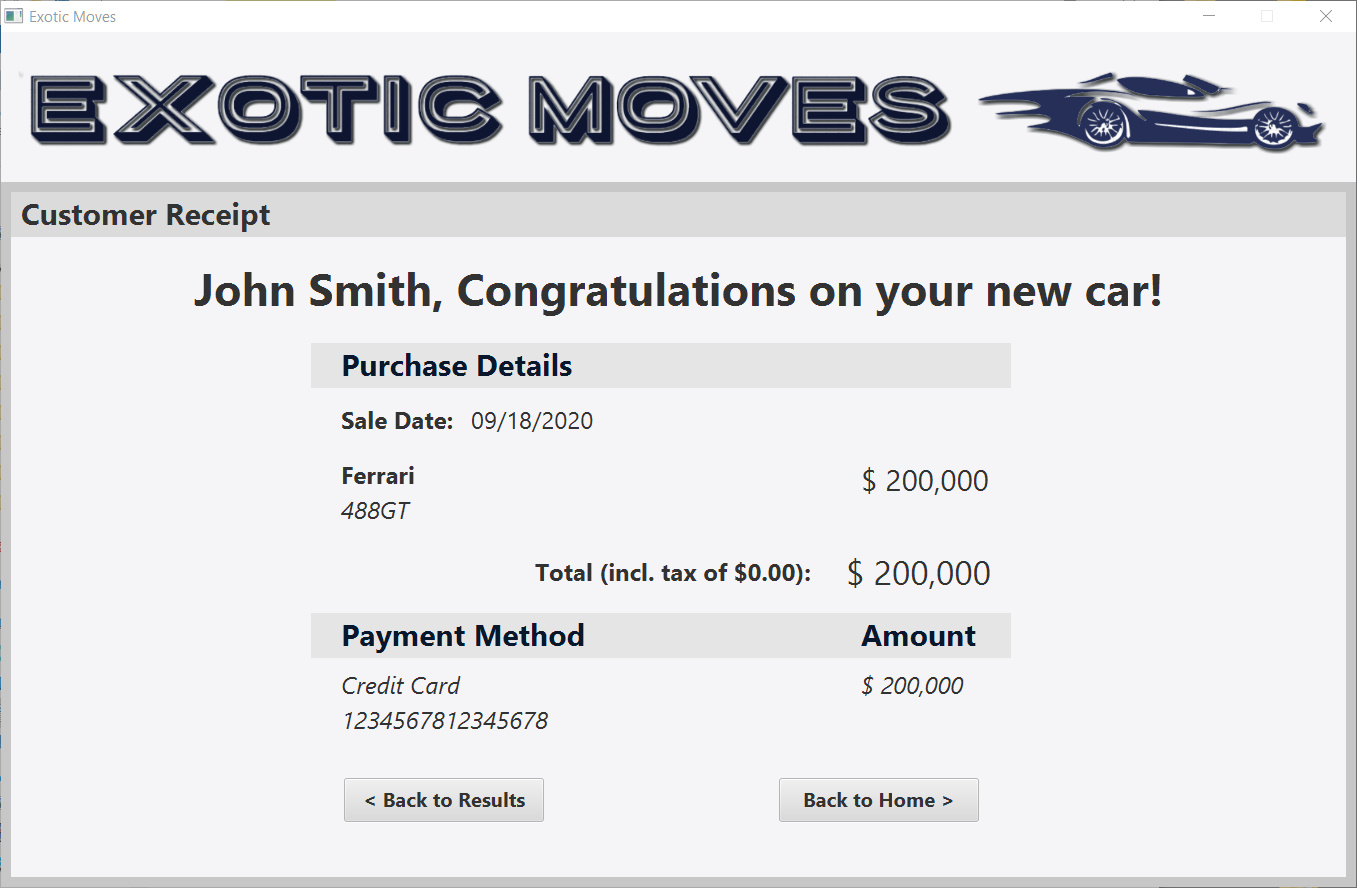 Exotic Moves
EXOTIC MOVES
Customer Receipt
John Smith, Congratulations on your new car!
Purchase Details
Sale Date: 09/18/2020
Ferrari $ 200,000
488GT
Total (incl. tax of $0.00): $ 200,000
Payment Method Amount
Credit Card $ 200,000
1234567812345678
< Back to Results Back to Home >